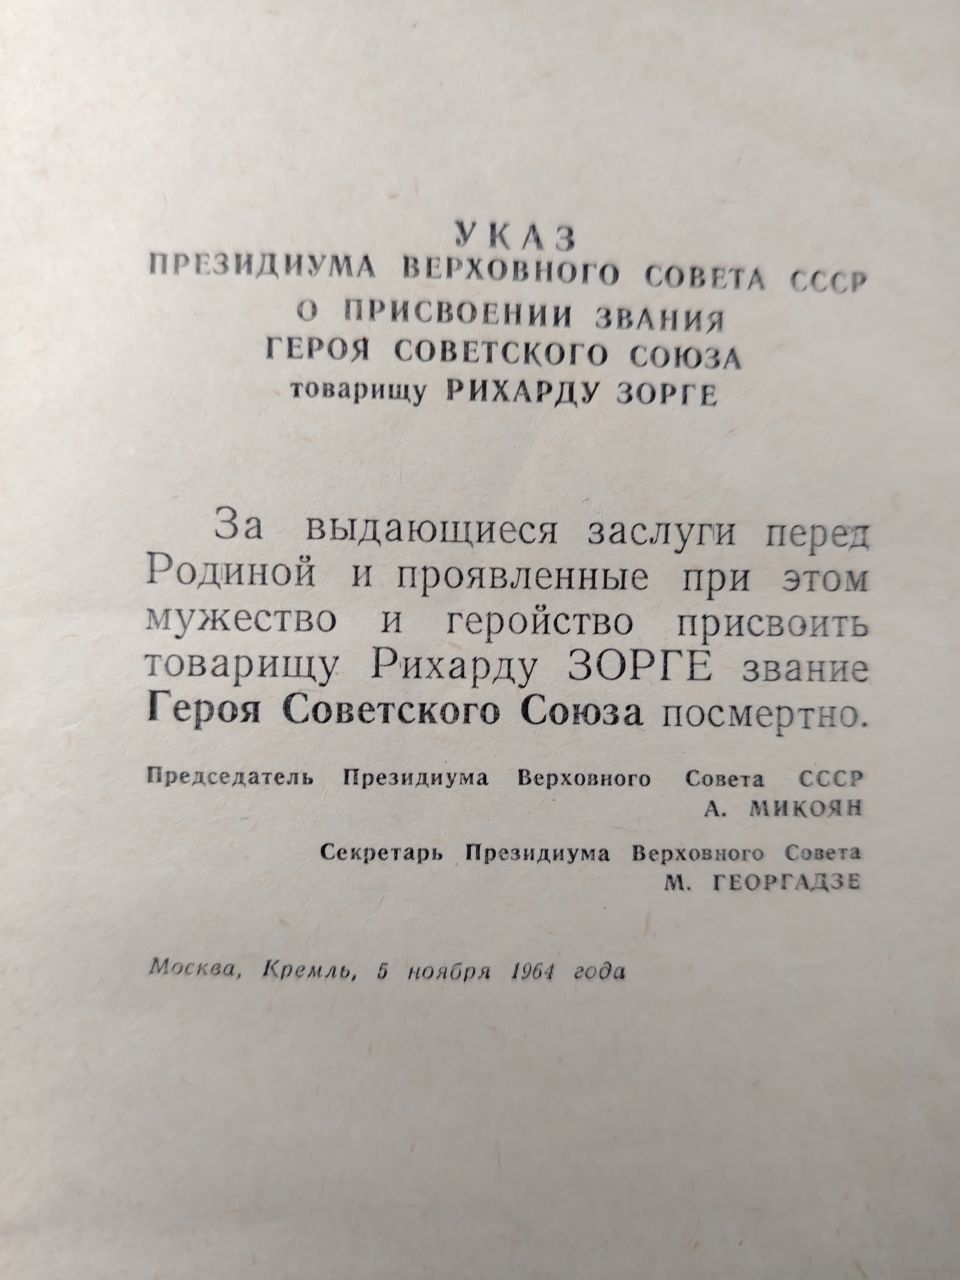 УКАЗ
ПРЕЗИДИУМА ВЕРХОВНОГО СОВЕТА СССР
О ПРИСВОЕНИИ ЗВАНИЯ
ГЕРОЯ СОВЕТСКОГО СОЮЗА
товарищу РИХАРДУ ЗОРГЕ
За выдающиеся заслуги перед
Родиной и проявленные при этом
мужество и геройство присвоить
товарищу Рихарду ЗОРГЕ звание
Героя Советского Союза посмертно.
Председатель Президиума Верховного Совета СССР
А. МИКОЯН
Секретарь Президиума Верховного Совета
М. ГЕОРГАДЗЕ
Москва, Кремль, 5 ноября 1964 года